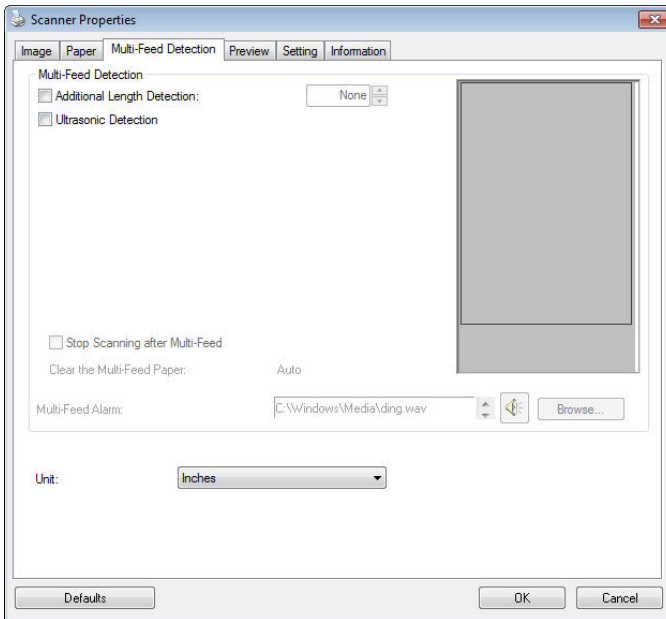 Scanner Properties
Image Paper Multi-Feed Detection Preview Setting Information
Multi-Feed Detection
Additional Length Detection: None
Ultrasonic Detection
Stop Scanning after Multi-Feed
Clear the Multi-Feed Paper: Auto
Multi-Feed Alarm: C:\Windows\Media\ding.wav Browse...
Unit: Inches
Defaults OK Cancel